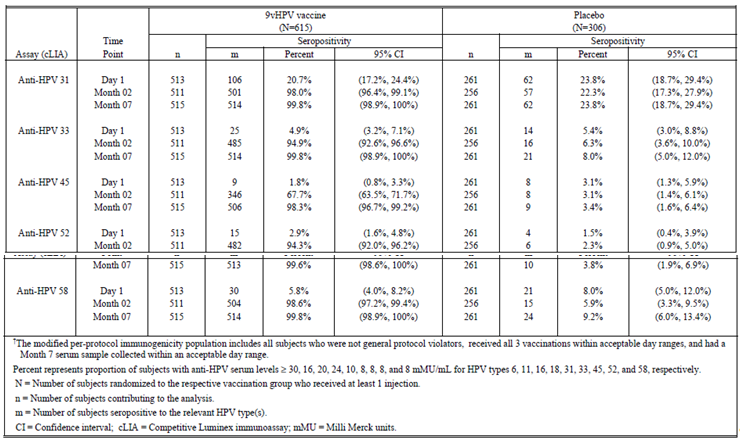 9vHPV vaccine Placebo
(N=615) (N=306)
Time Seropositivity Seropositivity
Assay (cLIA) Point n m Percent 95% CI n m Percent 95% CI
Anti-HPV 31 Day 1 513 106 20.7% (17.2%, 24.4%) 261 62 23.8% (18.7%, 29.4%)
Month 02 511 501 98.0% (96.4%, 99.1%) 256 57 22.3% (17.3%, 27.9%)
Month 07 515 514 99.8% (98.9%, 100%) 261 62 23.8% (18.7%, 29.4%)
Anti-HPV 33 Day 1 513 25 4.9% (3.2%, 7.1%) 261 14 5.4% (3.0%, 8.8%)
Month 02 511 485 94.9% (92.6%, 96.6%) 256 16 6.3% (3.6%, 10.0%)
Month 07 515 514 99.8% (98.9%, 100%) 261 21 8.0% (5.0%, 12.0%)
Anti-HPV 45 Day 1 513 9 1.8% (0.8%, 3.3%) 261 8 3.1% (1.3%, 5.9%)
Month 02 511 346 67.7% (63.5%, 71.7%) 256 8 3.1% (1.4%, 6.1%)
Month 07 515 506 98.3% (96.7%, 99.2%) 261 9 3.4% (1.6%, 6.4%)
Anti-HPV 52 Day 1 513 15 2.9% (1.6%, 4.8%) 261 4 1.5% (0.4%, 3.9%)
Month 02 511 482 94.3% (92.0%, 96.2%) 256 6 2.3% (0.9%, 5.0%)
Month 07 515 513 99.6% (98.6%, 100%) 261 10 3.8% (1.9%, 6.9%)
Anti-HPV 58 Day 1 513 30 5.8% (4.0%, 8.2%) 261 21 8.0% (5.0%, 12.0%)
Month 02 511 504 98.6% (97.2%, 99.4%) 256 15 5.9% (3.3%, 9.5%)
Month 07 515 514 99.8% (98.9%, 100%) 261 24 9.2% (6.0%, 13.4%)
†The modified per-protocol immunogenicity population includes all subjects who were not general protocol violators, received all 3 vaccinations within acceptable day ranges, and had a
Month 7 serum sample collected within an acceptable day range.
Percent represents proportion of subjects with anti-HPV serum levels ≥ 30, 16, 20, 24, 10, 8, 8, 8, and 8 mMU/mL for HPV types 6, 11, 16, 18, 31, 33, 45, 52, and 58, respectively.
N = Number of subjects randomized to the respective vaccination group who received at least 1 injection.
n = Number of subjects contributing to the analysis.
m = Number of subjects seropositive to the relevant HPV type(s).
CI = Confidence interval; cLIA = Competitive Luminex immunoassay; mMU = Milli Merck units.